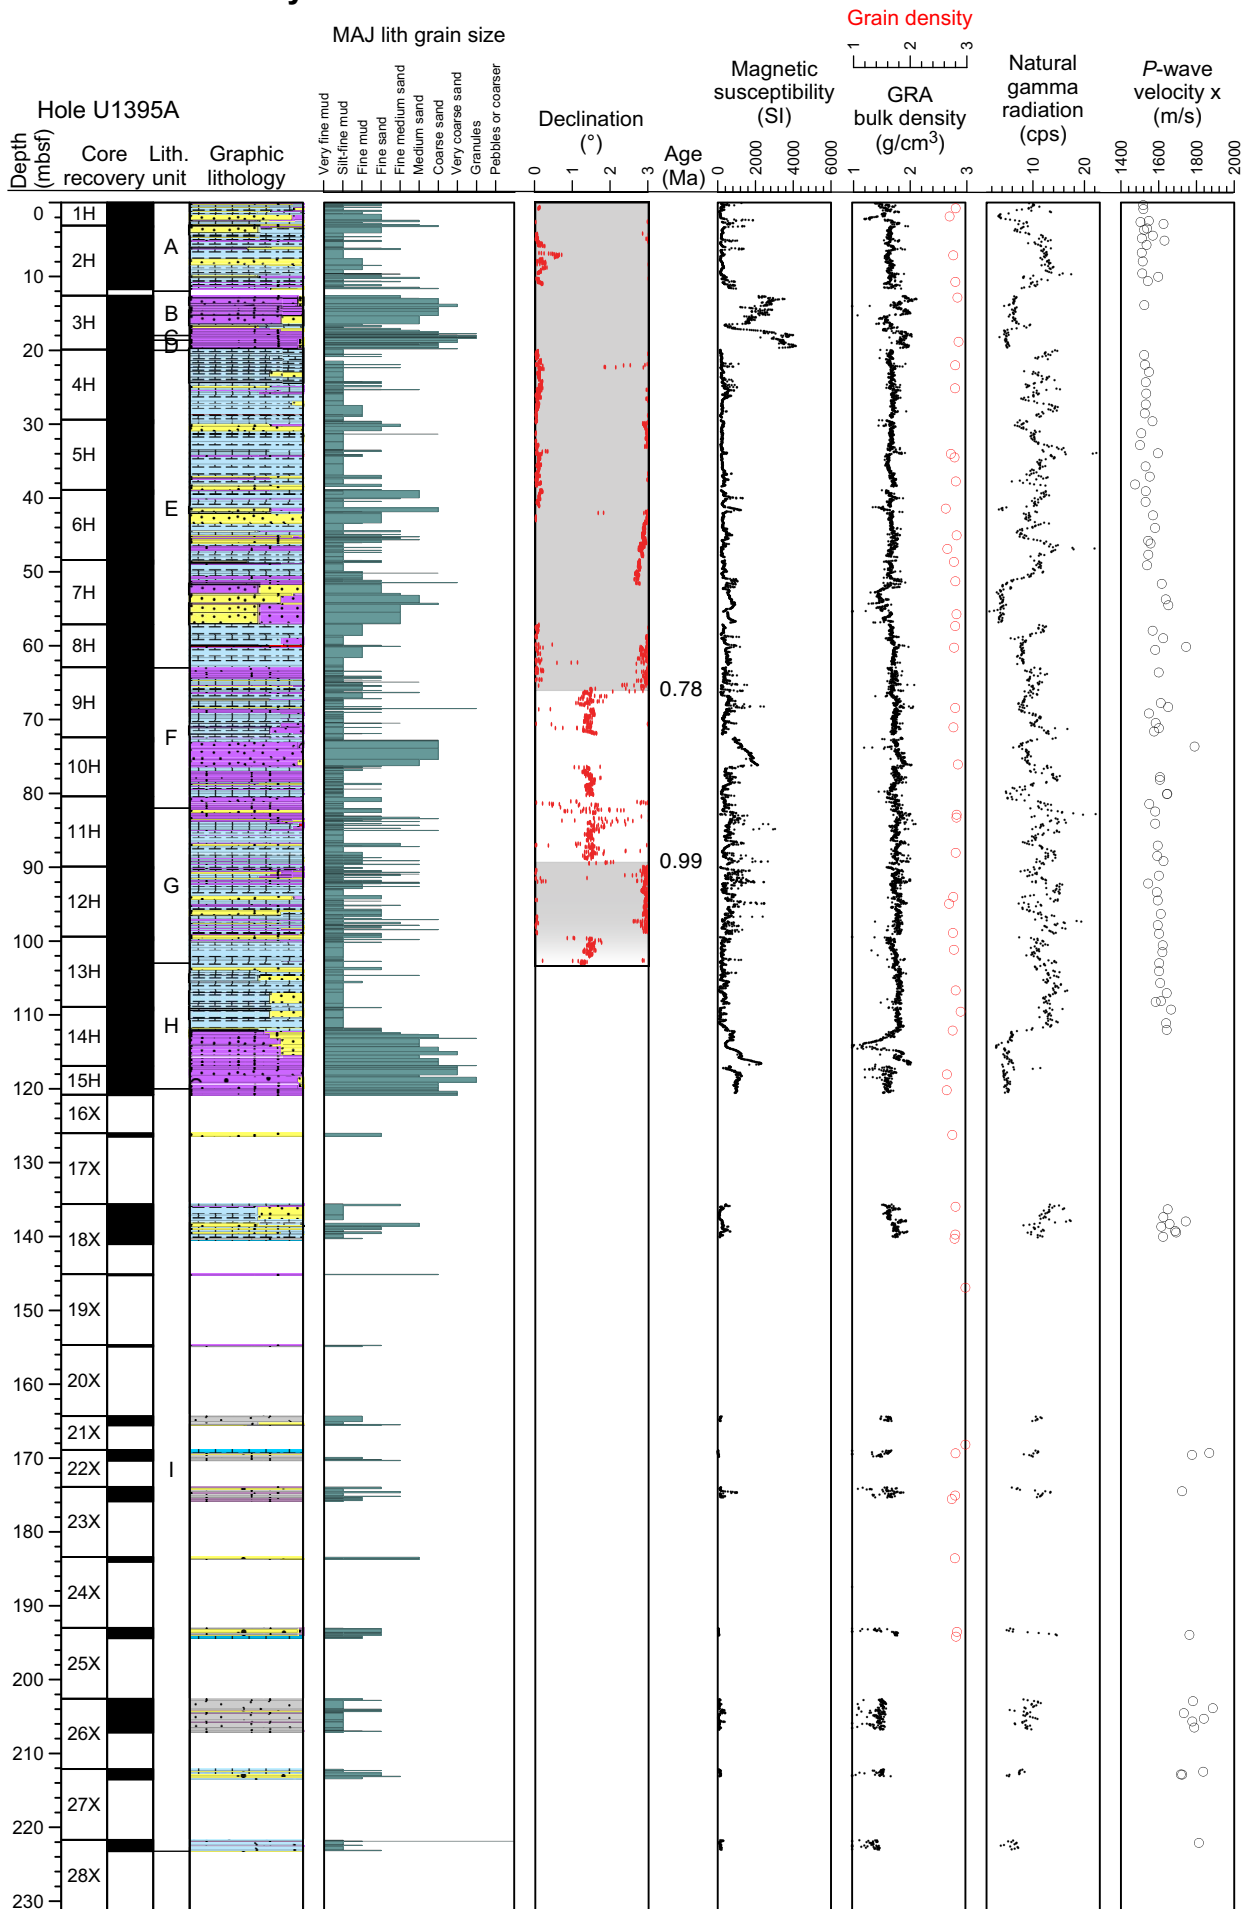 Grain density
1 2 3
MAJ lith grain size
Hole U1395A
Depth
(mbsf)
Core
recovery
Lith.
unit
Graphic
lithology
Very fine mud
Silt-fine mud
Fine mud
Fine sand
Fine medium sand
Medium sand
Coarse sand
Very coarse sand
Granules
Pebbles or coarser
Declination
(°)
0 1 2 3
Age
(Ma)
Magnetic
susceptibility
(SI)
0 2000 4000 6000
GRA
bulk density
(g/cm³)
1 2 3
Natural
gamma
radiation
(cps)
10 20
P-wave
velocity x
(m/s)
1400 1600 1800 2000
0
10
20
30
40
50
60
70
80
90
100
110
120
130
140
150
160
170
180
190
200
210
220
230
1H
2H
3H
4H
5H
6H
7H
8H
9H
10H
11H
12H
13H
14H
15H
16X
17X
18X
19X
20X
21X
22X
23X
24X
25X
26X
27X
28X
A
B
C
D
E
F
G
H
I
0.78
0.99